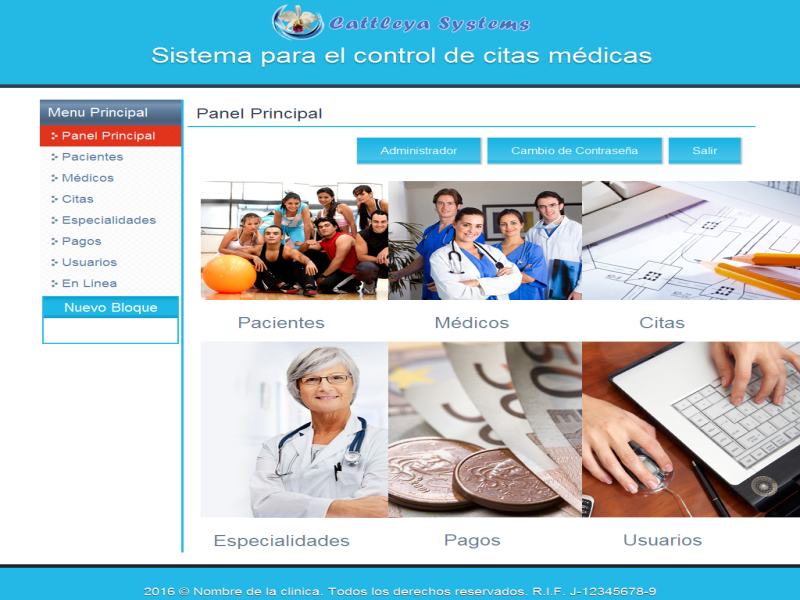 Cattleya Systems
Sistema para el control de citas médicas
Menu Principal
Panel Principal
Pacientes
Médicos
Citas
Especialidades
Pagos
Usuarios
En Linea
Nuevo Bloque
Panel Principal
Administrador
Cambio de Contraseña
Salir
Pacientes
Médicos
Citas
Especialidades
Pagos
Usuarios
2016 © Nombre de la clinica. Todos los derechos reservados. R.I.F. J-12345678-9